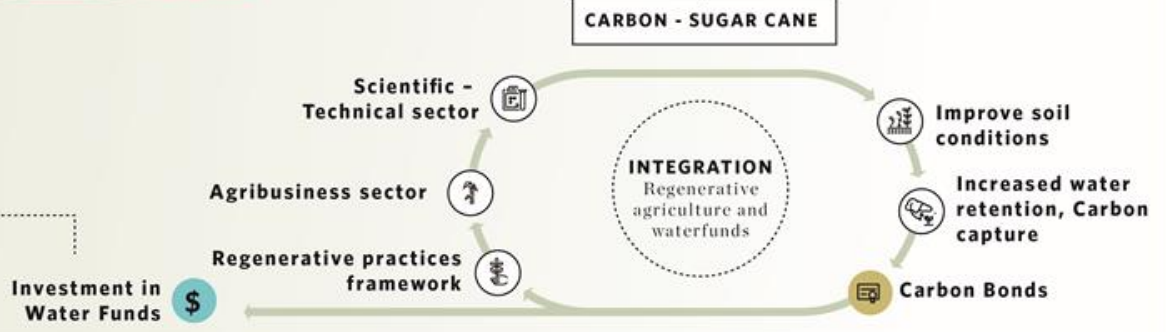 CARBON - SUGAR CANE
Scientific –
Technical sector
Improve soil
conditions
INTEGRATION
Regenerative
agriculture and
waterfunds
Agribusiness sector
Increased water
retention, Carbon
capture
Regenerative practices
framework
Investment in
Water Funds
$
Carbon Bonds